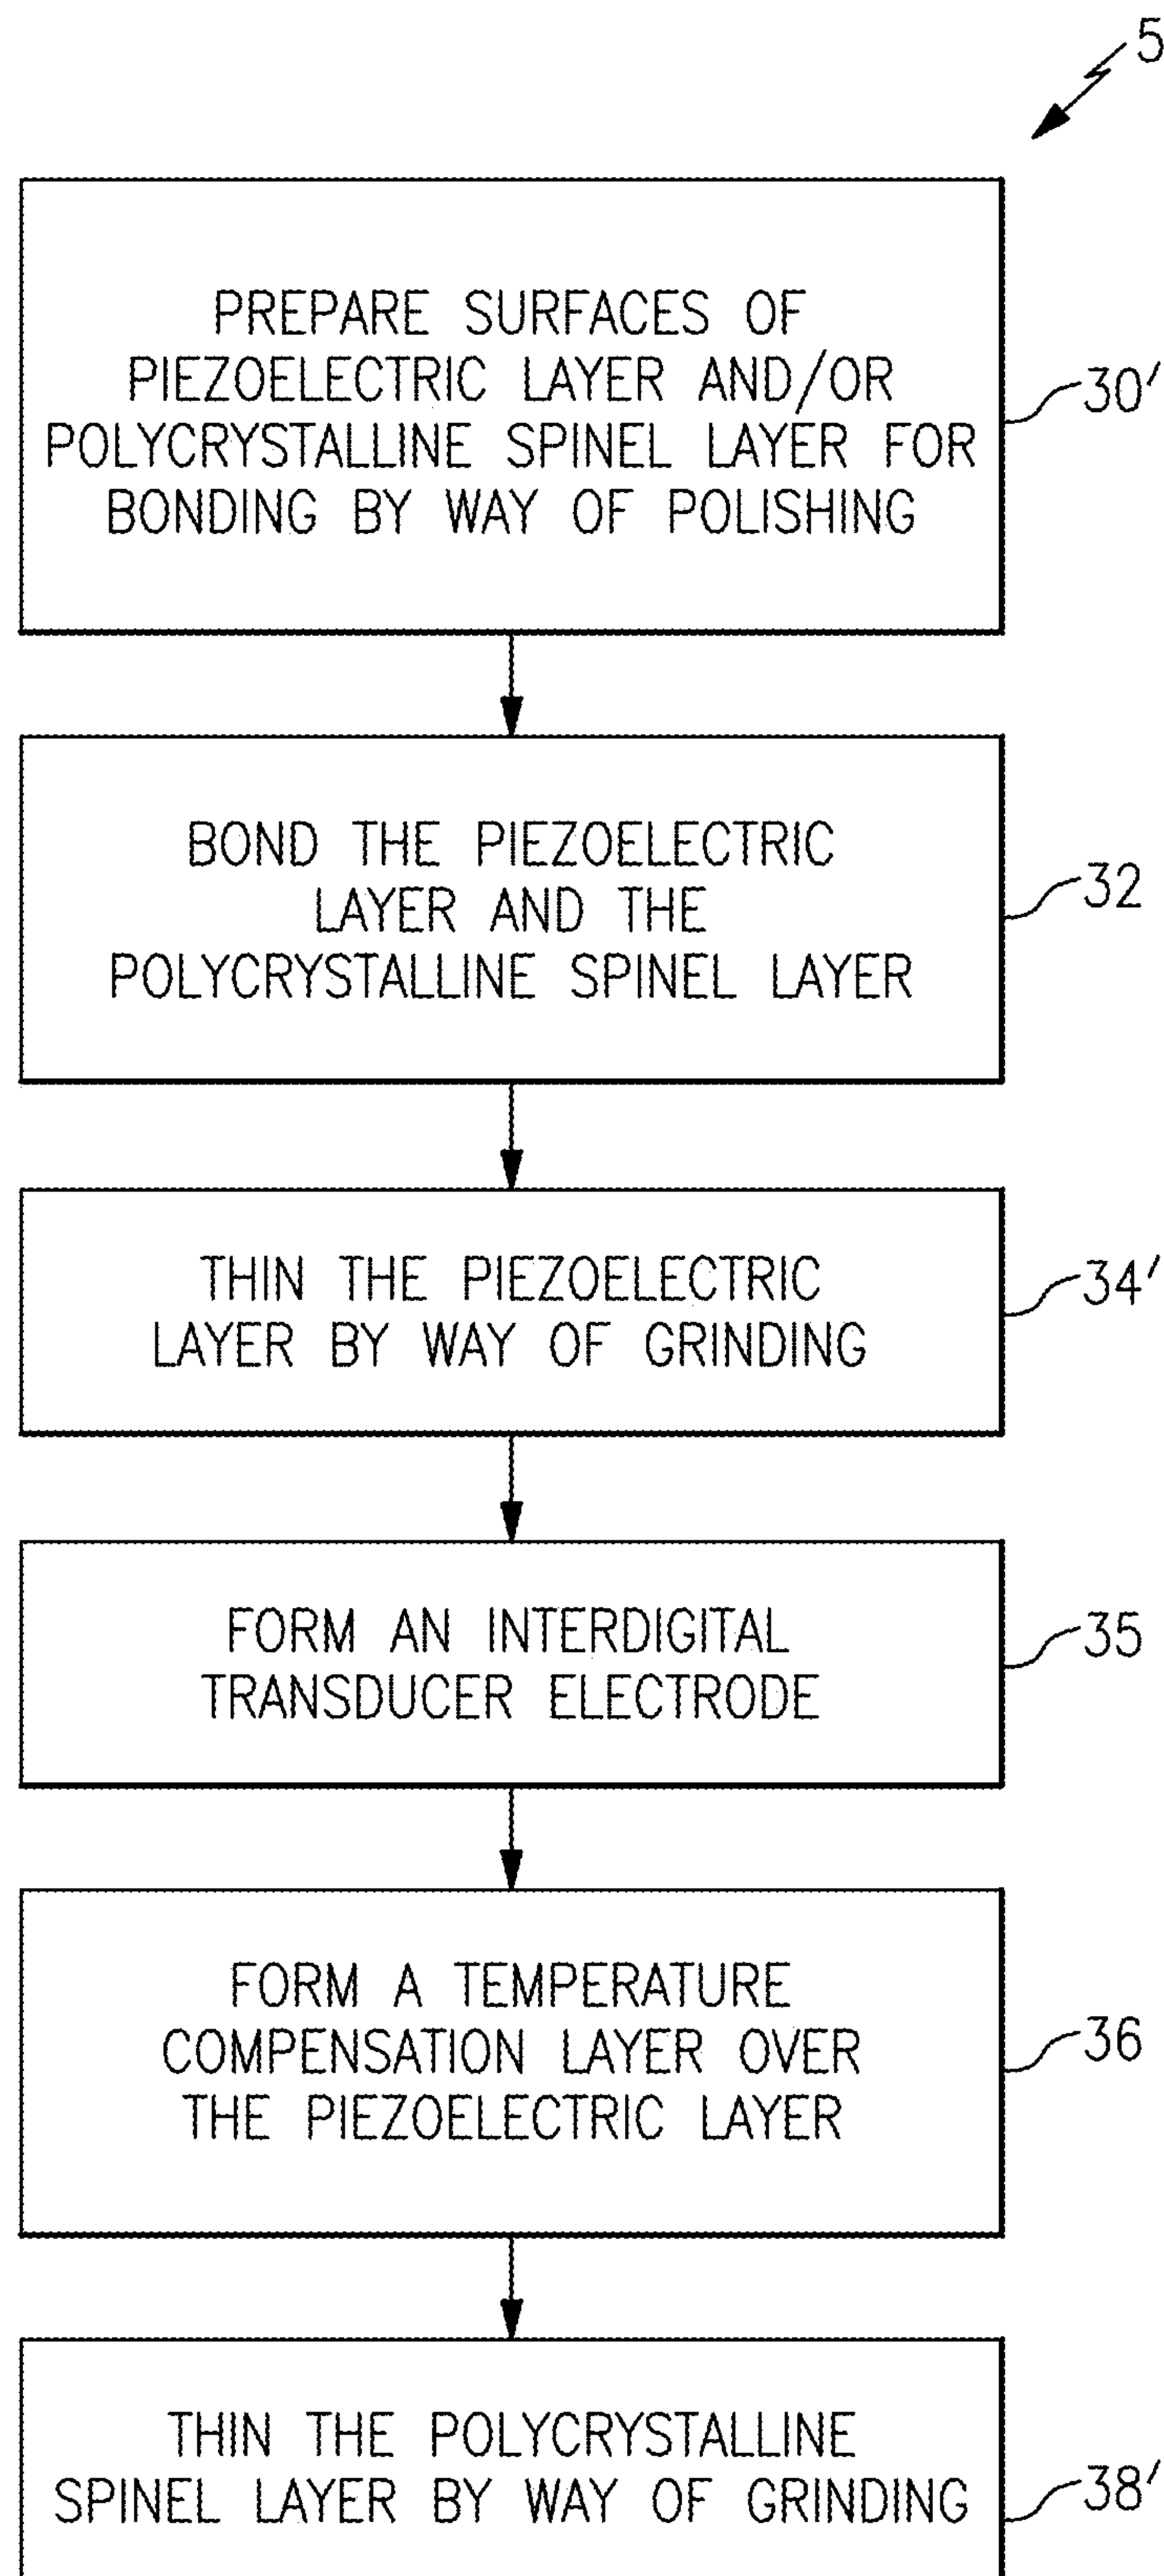 5
PREPARE SURFACES OF
PIEZOELECTRIC LAYER AND/OR
POLYCRYSTALLINE SPINEL LAYER FOR
BONDING BY WAY OF POLISHING
30′
BOND THE PIEZOELECTRIC
LAYER AND THE
POLYCRYSTALLINE SPINEL LAYER
32
THIN THE PIEZOELECTRIC
LAYER BY WAY OF GRINDING
34′
FORM AN INTERDIGITAL
TRANSDUCER ELECTRODE
35
FORM A TEMPERATURE
COMPENSATION LAYER OVER
THE PIEZOELECTRIC LAYER
36
THIN THE POLYCRYSTALLINE
SPINEL LAYER BY WAY OF GRINDING
38′